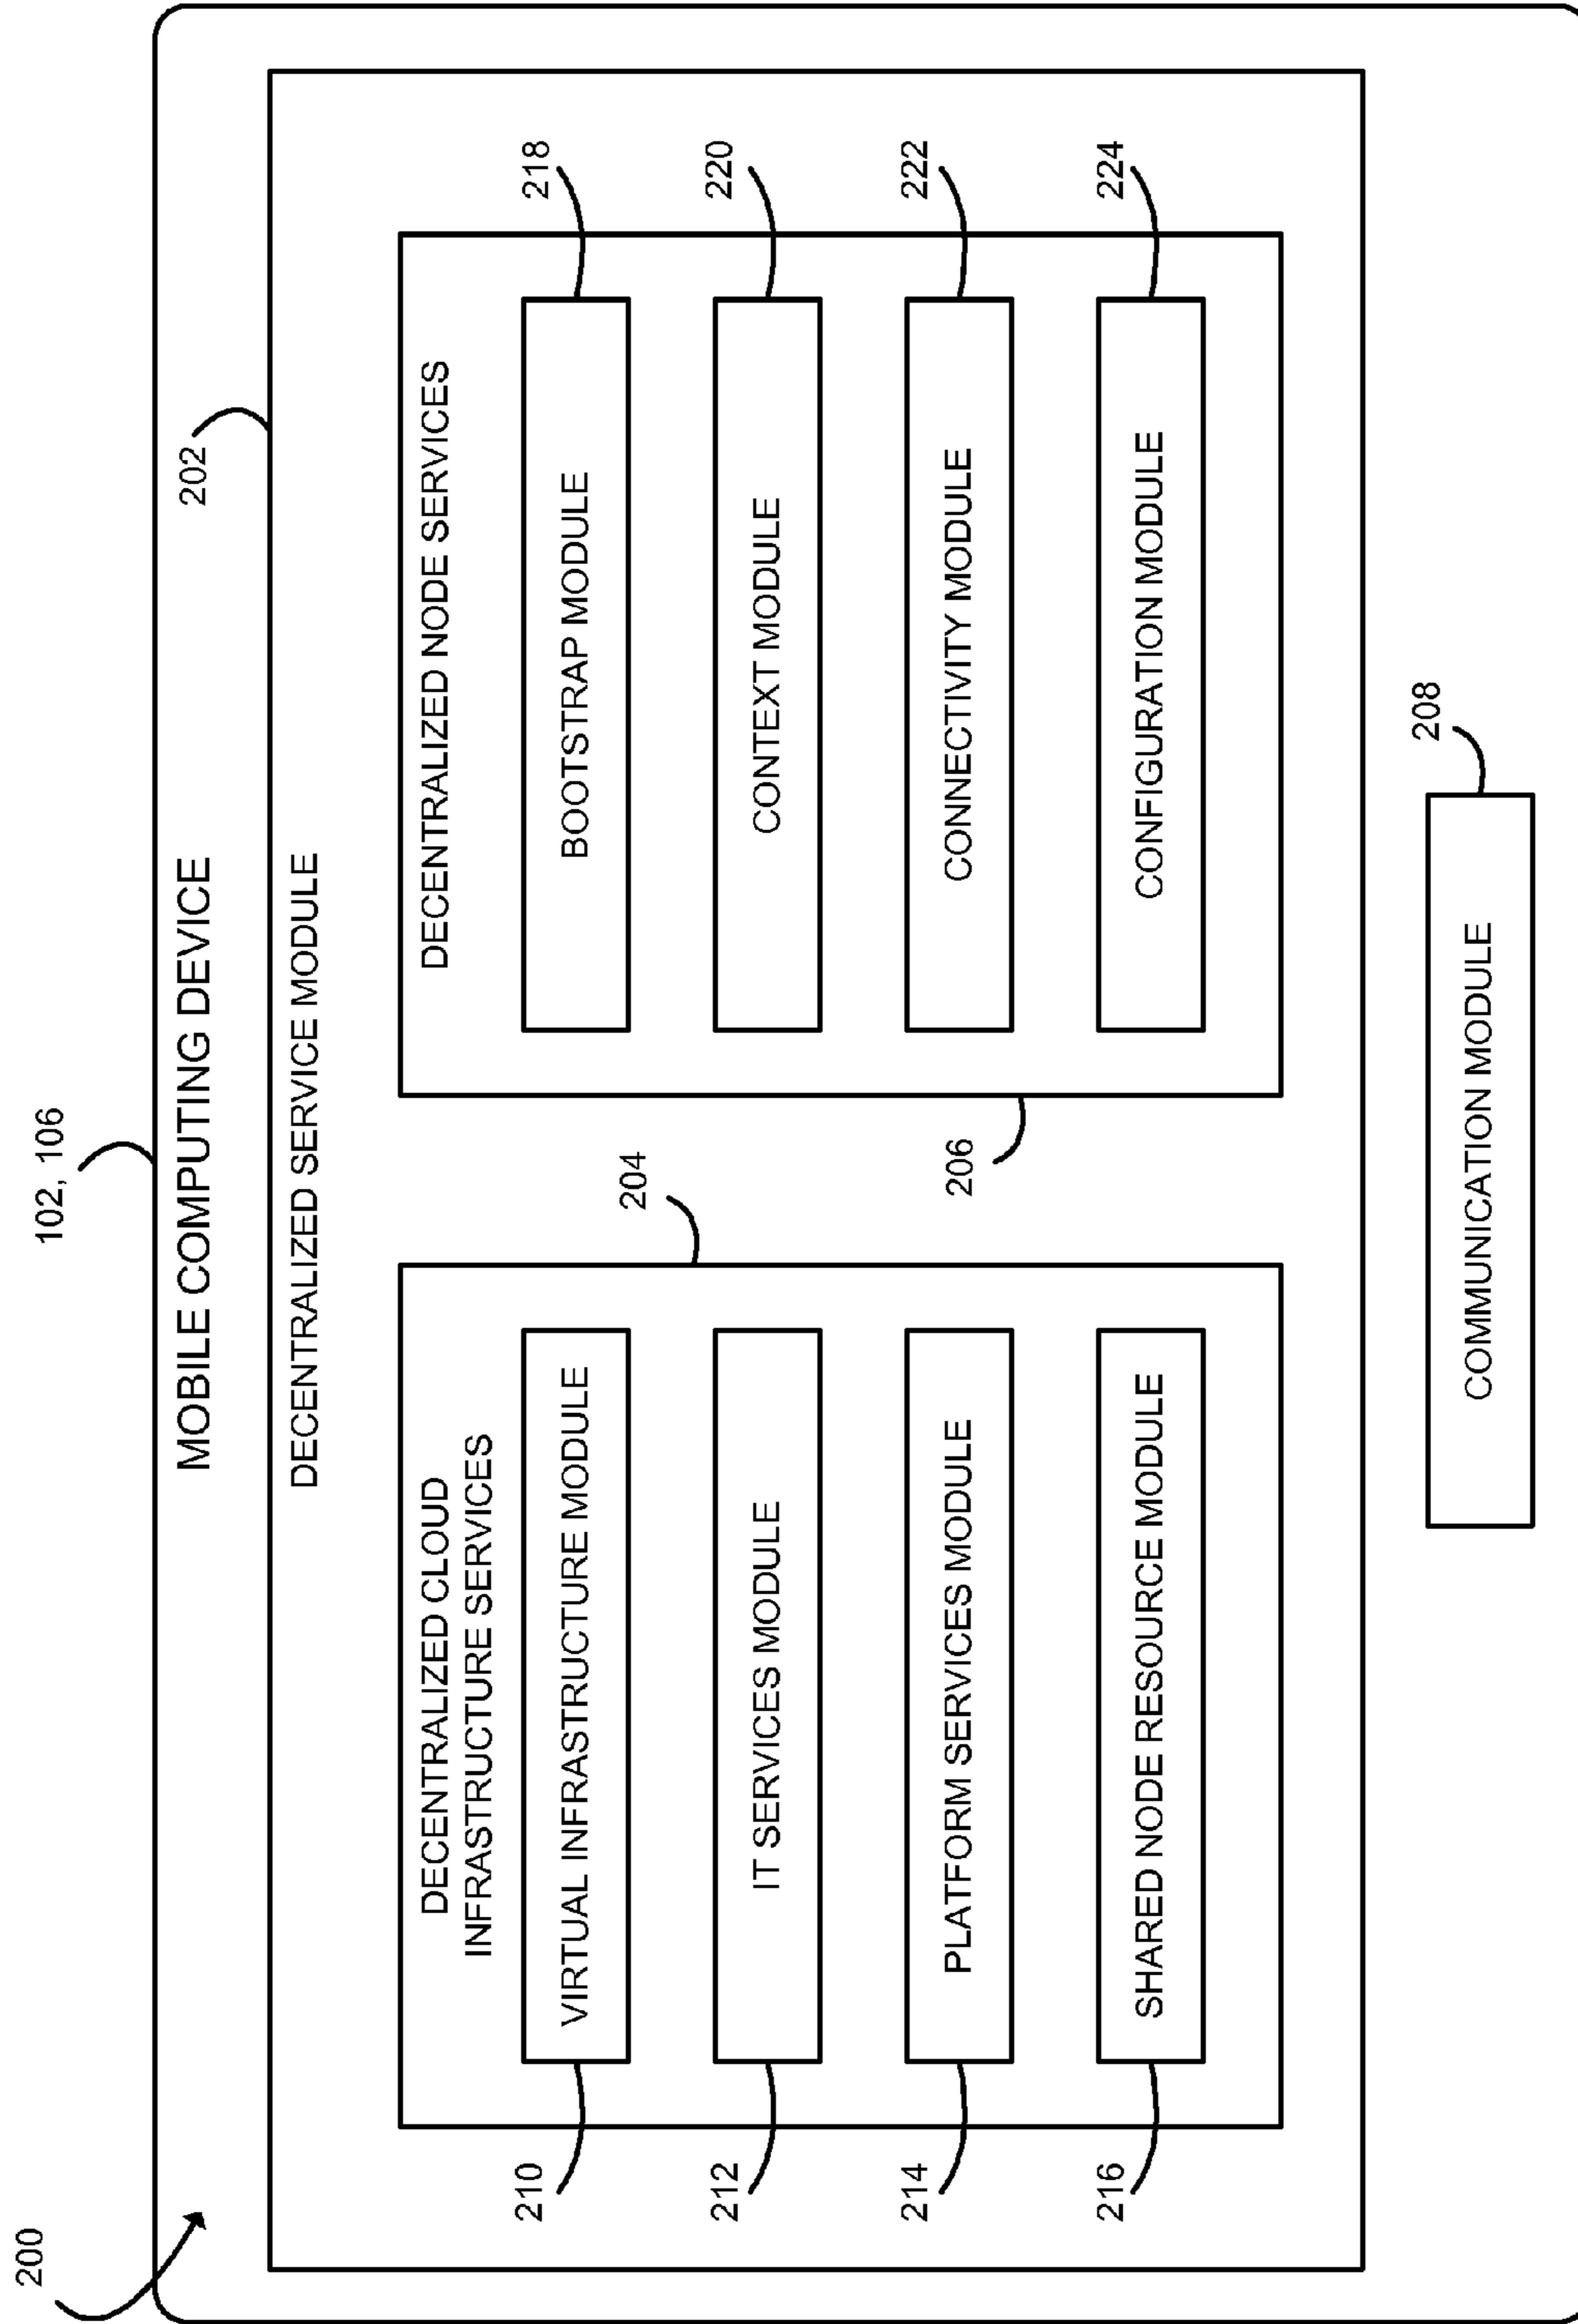 200
102, 106
MOBILE COMPUTING DEVICE
202
DECENTRALIZED SERVICE MODULE
DECENTRALIZED CLOUD
INFRASTRUCTURE SERVICES
204
210
VIRTUAL INFRASTRUCTURE MODULE
212
IT SERVICES MODULE
214
PLATFORM SERVICES MODULE
216
SHARED NODE RESOURCE MODULE
DECENTRALIZED NODE SERVICES
206
BOOTSTRAP MODULE
218
CONTEXT MODULE
220
CONNECTIVITY MODULE
222
CONFIGURATION MODULE
224
COMMUNICATION MODULE
208